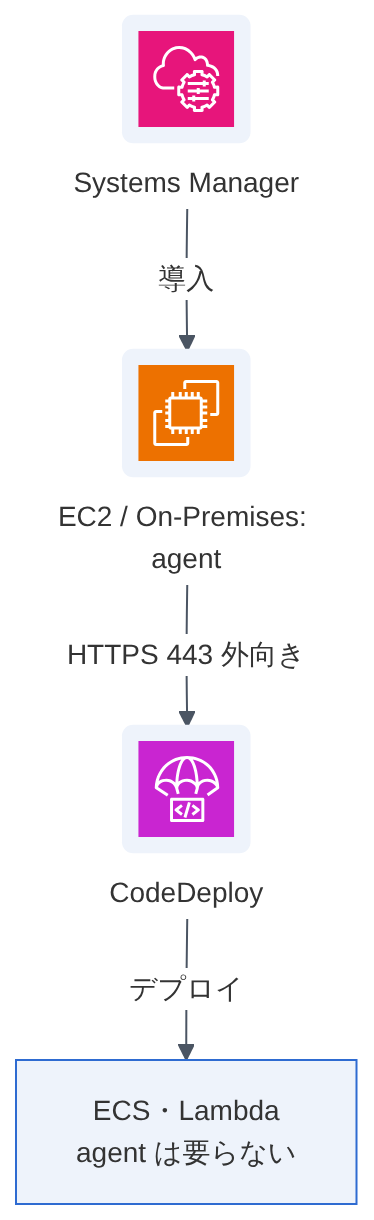 Systems Manager
導入
EC2 / On-Premises:
agent
HTTPS 443 外向き
CodeDeploy
デプロイ
ECS・Lambda
agent は要らない